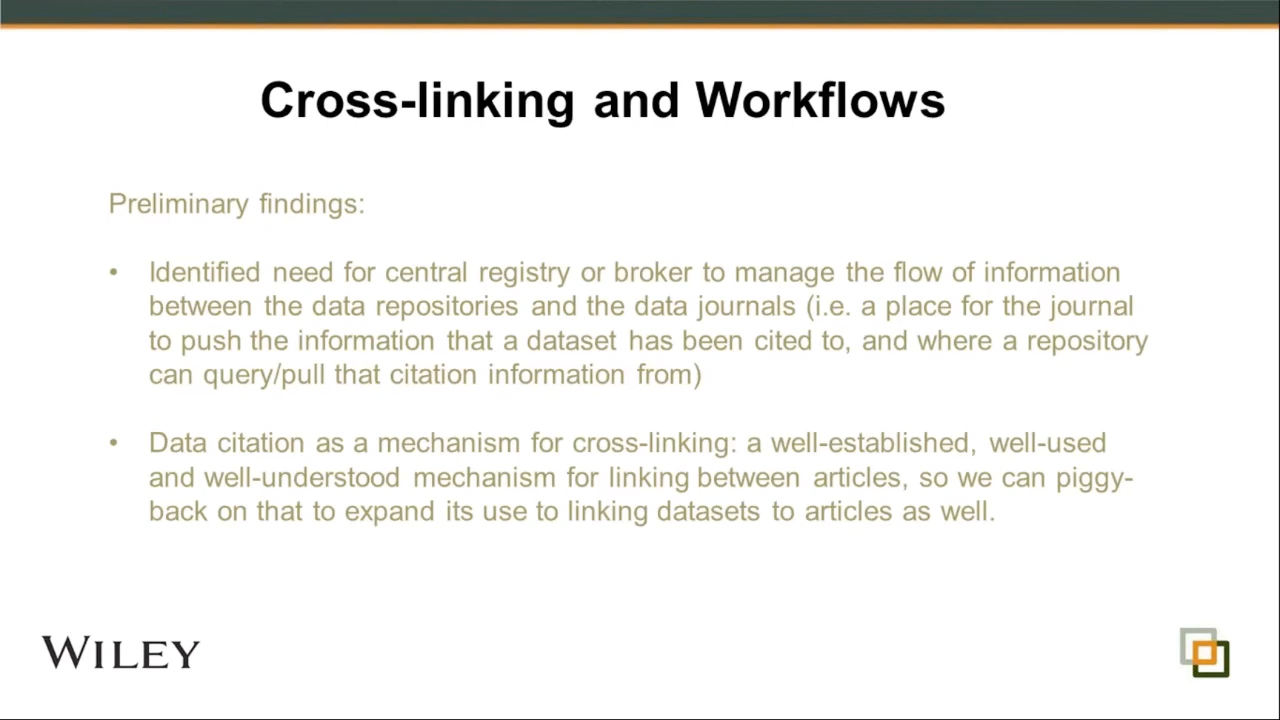 Cross-linking and Workflows
Preliminary findings:
• Identified need for central registry or broker to manage the flow of information
between the data repositories and the data journals (i.e. a place for the journal
to push the information that a dataset has been cited to, and where a repository
can query/pull that citation information from)
• Data citation as a mechanism for cross-linking: a well-established, well-used
and well-understood mechanism for linking between articles, so we can piggy-
back on that to expand its use to linking datasets to articles as well.
WILEY